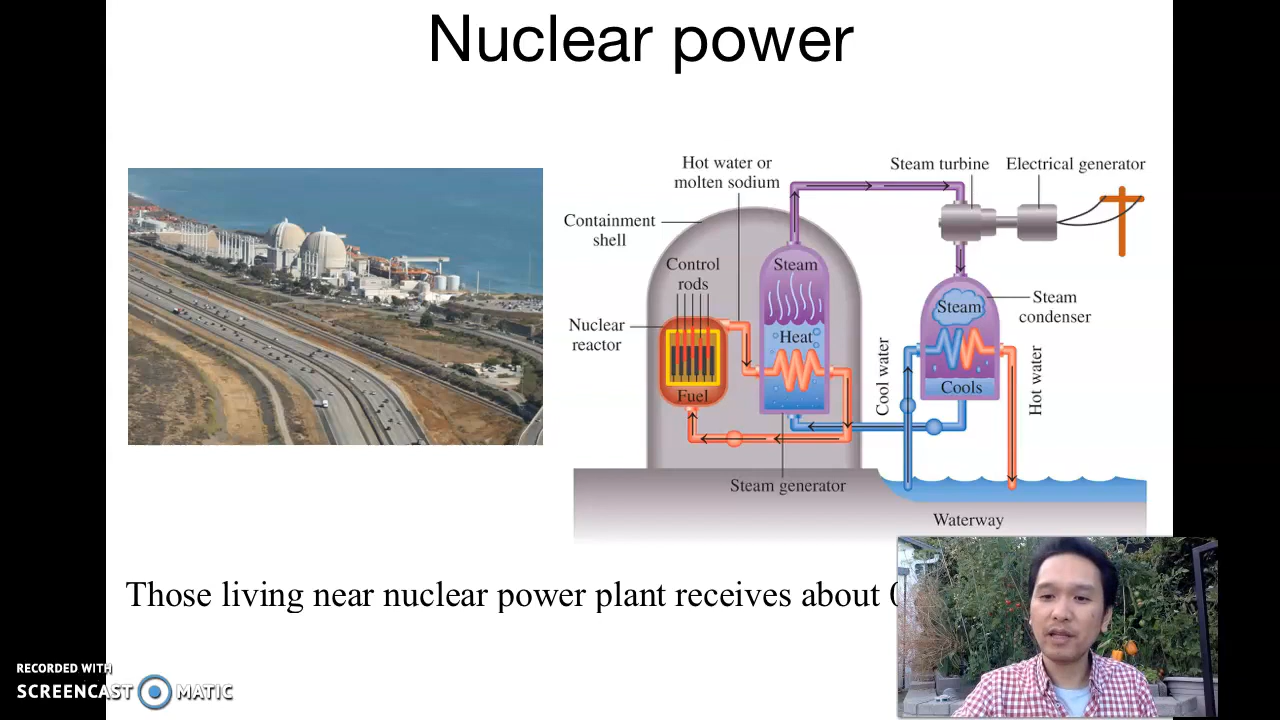 Nuclear power
Hot water or
molten sodium
Steam turbine
Electrical generator
Containment
shell
Control
rods
Steam
Nuclear
reactor
Heat
Fuel
Steam
Steam
condenser
Cool water
Cools
Hot water
Steam generator
Waterway
Those living near nuclear power plant receives about
RECORDED WITH
SCREENCAST MATIC